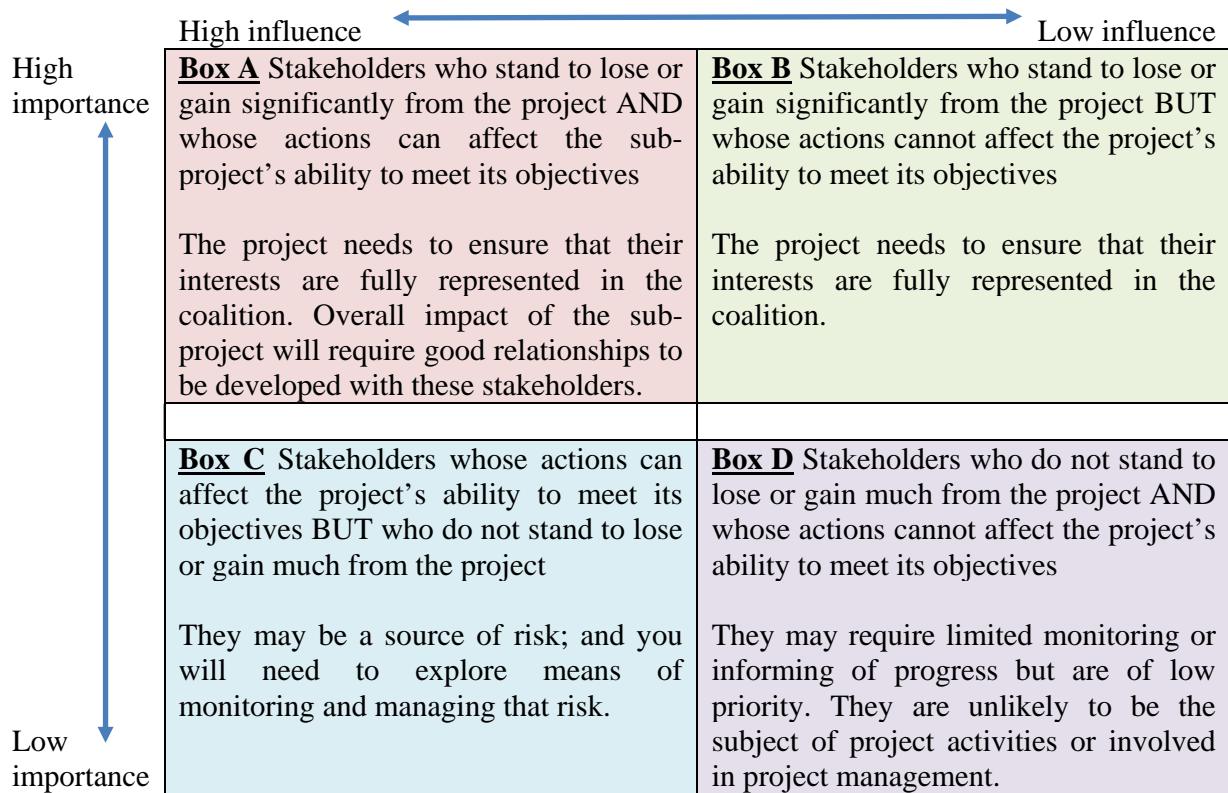 High influence
Low influence
High
importance
Box A Stakeholders who stand to lose or
gain significantly from the project AND
whose actions can affect the sub-
project's ability to meet its objectives
The project needs to ensure that their
interests are fully represented in the
coalition. Overall impact of the sub-
project will require good relationships to
be developed with these stakeholders.
Box B Stakeholders who stand to lose or
gain significantly from the project BUT
whose actions cannot affect the project's
ability to meet its objectives
The project needs to ensure that their
interests are fully represented in the
coalition.
Box C Stakeholders whose actions can
affect the project's ability to meet its
objectives BUT who do not stand to lose
or gain much from the project
They may be a source of risk; and you
will need to explore means of
monitoring and managing that risk.
Box D Stakeholders who do not stand to
lose or gain much from the project AND
whose actions cannot affect the project's
ability to meet its objectives
They may require limited monitoring or
informing of progress but are of low
priority. They are unlikely to be the
subject of project activities or involved
in project management.
Low
importance